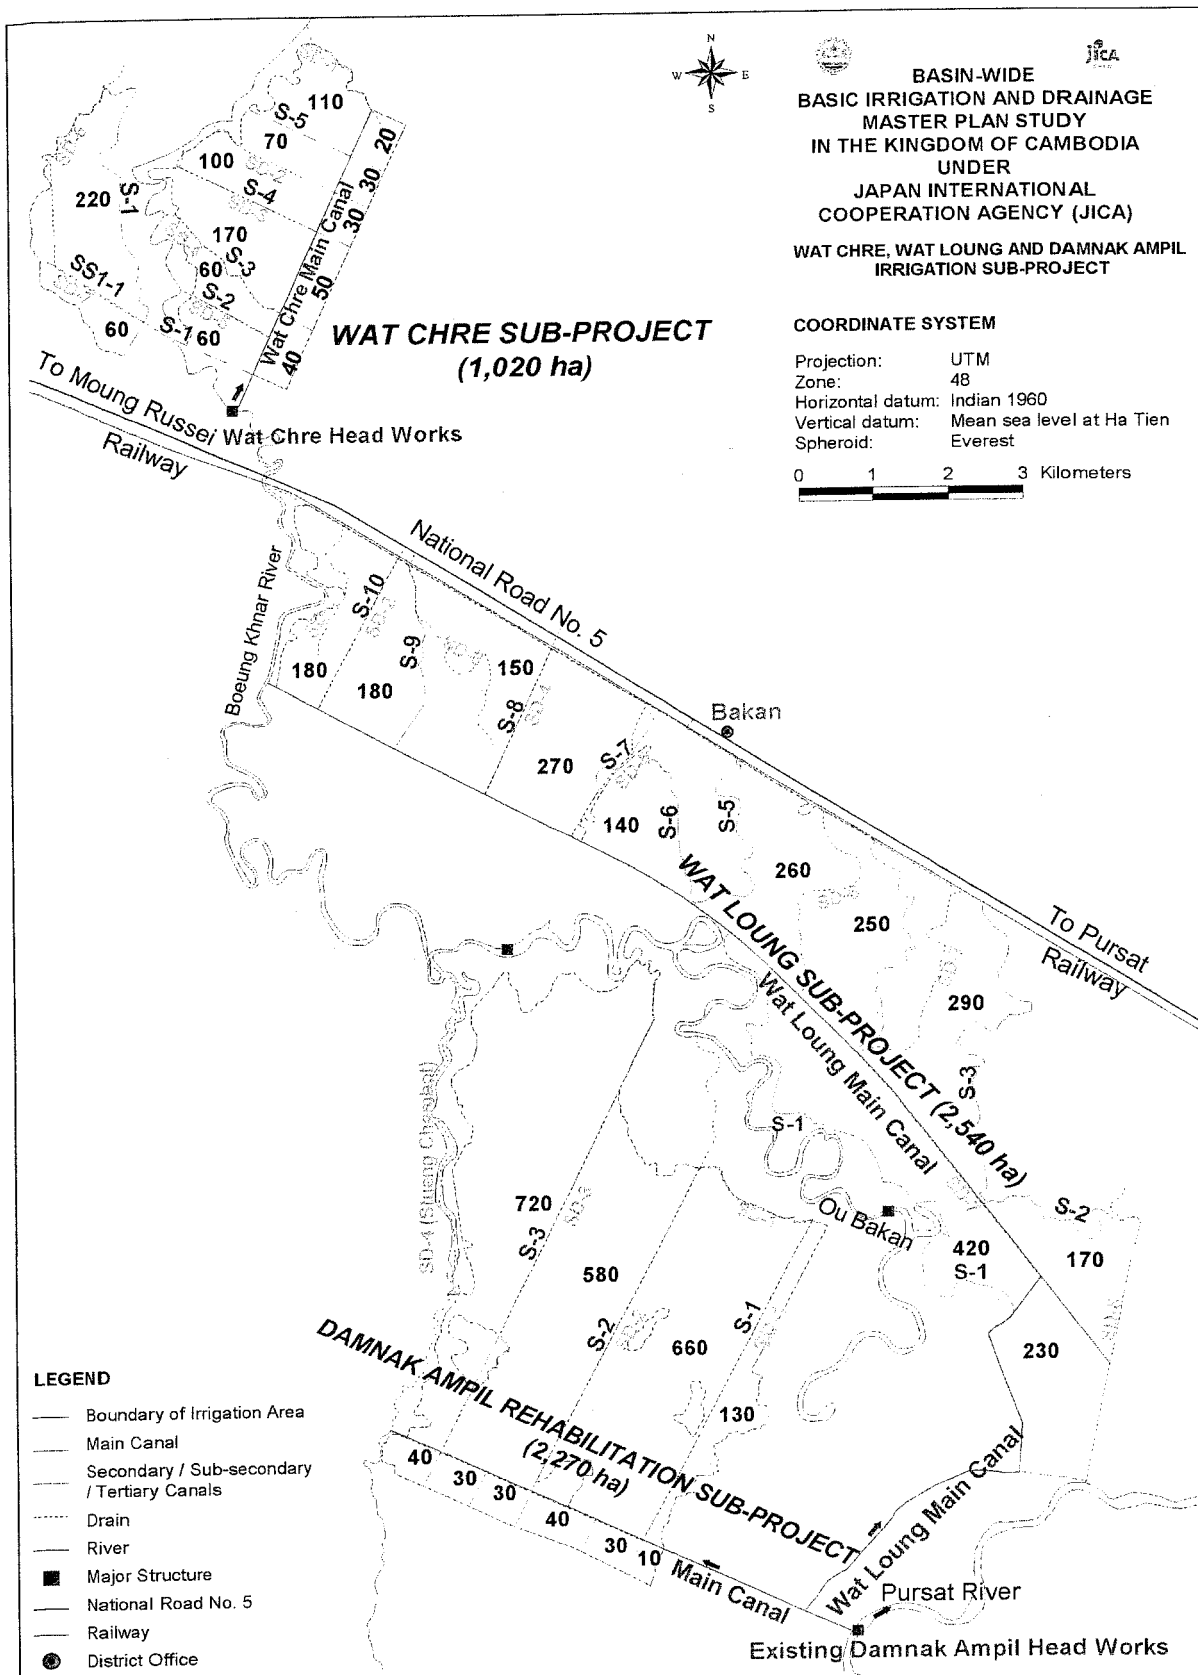 N
W E
S
jICA
BASIN-WIDE
BASIC IRRIGATION AND DRAINAGE
MASTER PLAN STUDY
IN THE KINGDOM OF CAMBODIA
UNDER
JAPAN INTERNATIONAL
COOPERATION AGENCY (JICA)
WAT CHRE, WAT LOUNG AND DAMNAK AMPIL
IRRIGATION SUB-PROJECT
COORDINATE SYSTEM
Projection: UTM
Zone: 48
Horizontal datum: Indian 1960
Vertical datum: Mean sea level at Ha Tien
Spheroid: Everest
0 1 2 3 Kilometers
110
S-5
70
20
100
S-4
30
220
S-1
30
170
S-3
60
50
SS1-1
S-2
60
S-1
60
40
Wat Chre Main Canal
WAT CHRE SUB-PROJECT
(1,020 ha)
To Moung Russei
Wat Chre Head Works
Railway
National Road No. 5
Boeung Khnar River
S-10
S-9
180
180
150
S-8
270
S-7
Bakan
140
S-6
S-5
260
250
290
To Pursat
Railway
WAT LOUNG SUB-PROJECT (2,540 ha)
Wat Loung Main Canal
S-3
S-1
SD-4
Ou Bakan
S-2
420
S-1
170
230
720
S-3
580
S-2
660
S-1
130
DAMNAK AMPIL REHABILITATION SUB-PROJECT
(2,270 ha)
40
30
30
40
30
10
Main Canal
Wat Loung Main Canal
Pursat River
Existing Damnak Ampil Head Works
LEGEND
Boundary of Irrigation Area
Main Canal
Secondary / Sub-secondary
/ Tertiary Canals
Drain
River
Major Structure
National Road No. 5
Railway
District Office